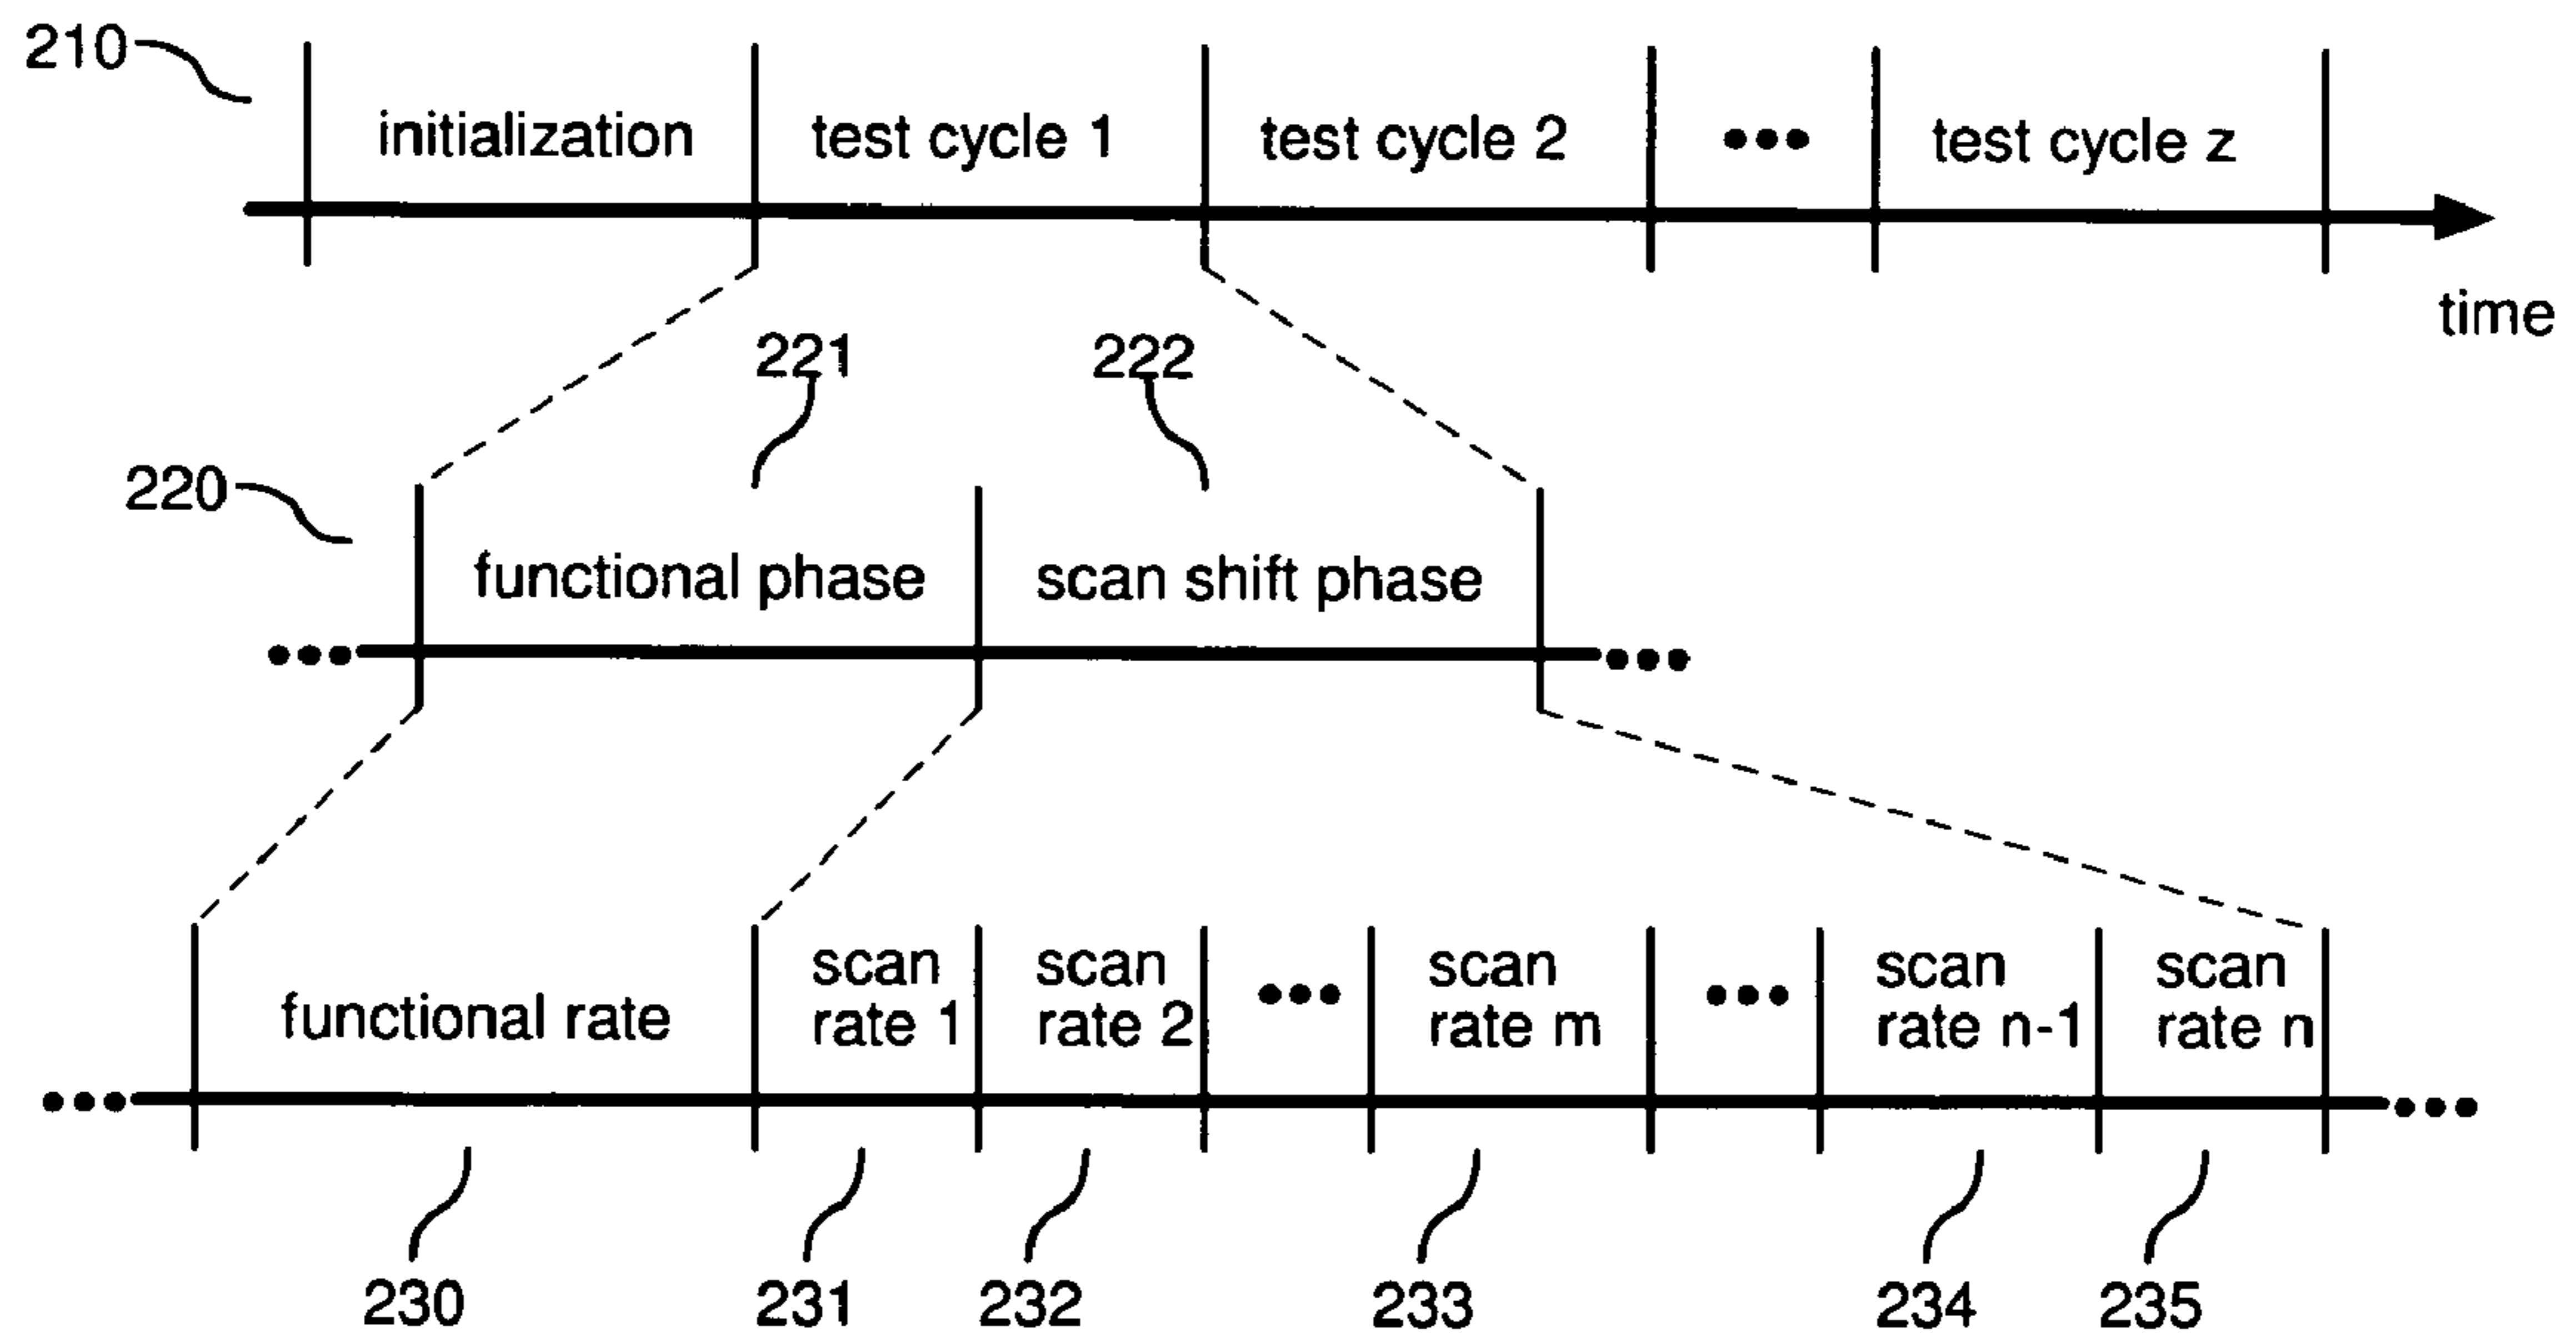 210
initialization
test cycle 1
test cycle 2
•••
test cycle z
time
221
222
220
functional phase
scan shift phase
•••
•••
functional rate
scan
rate 1
scan
rate 2
•••
scan
rate m
•••
scan
rate n-1
scan
rate n
•••
•••
230
231
232
233
234
235